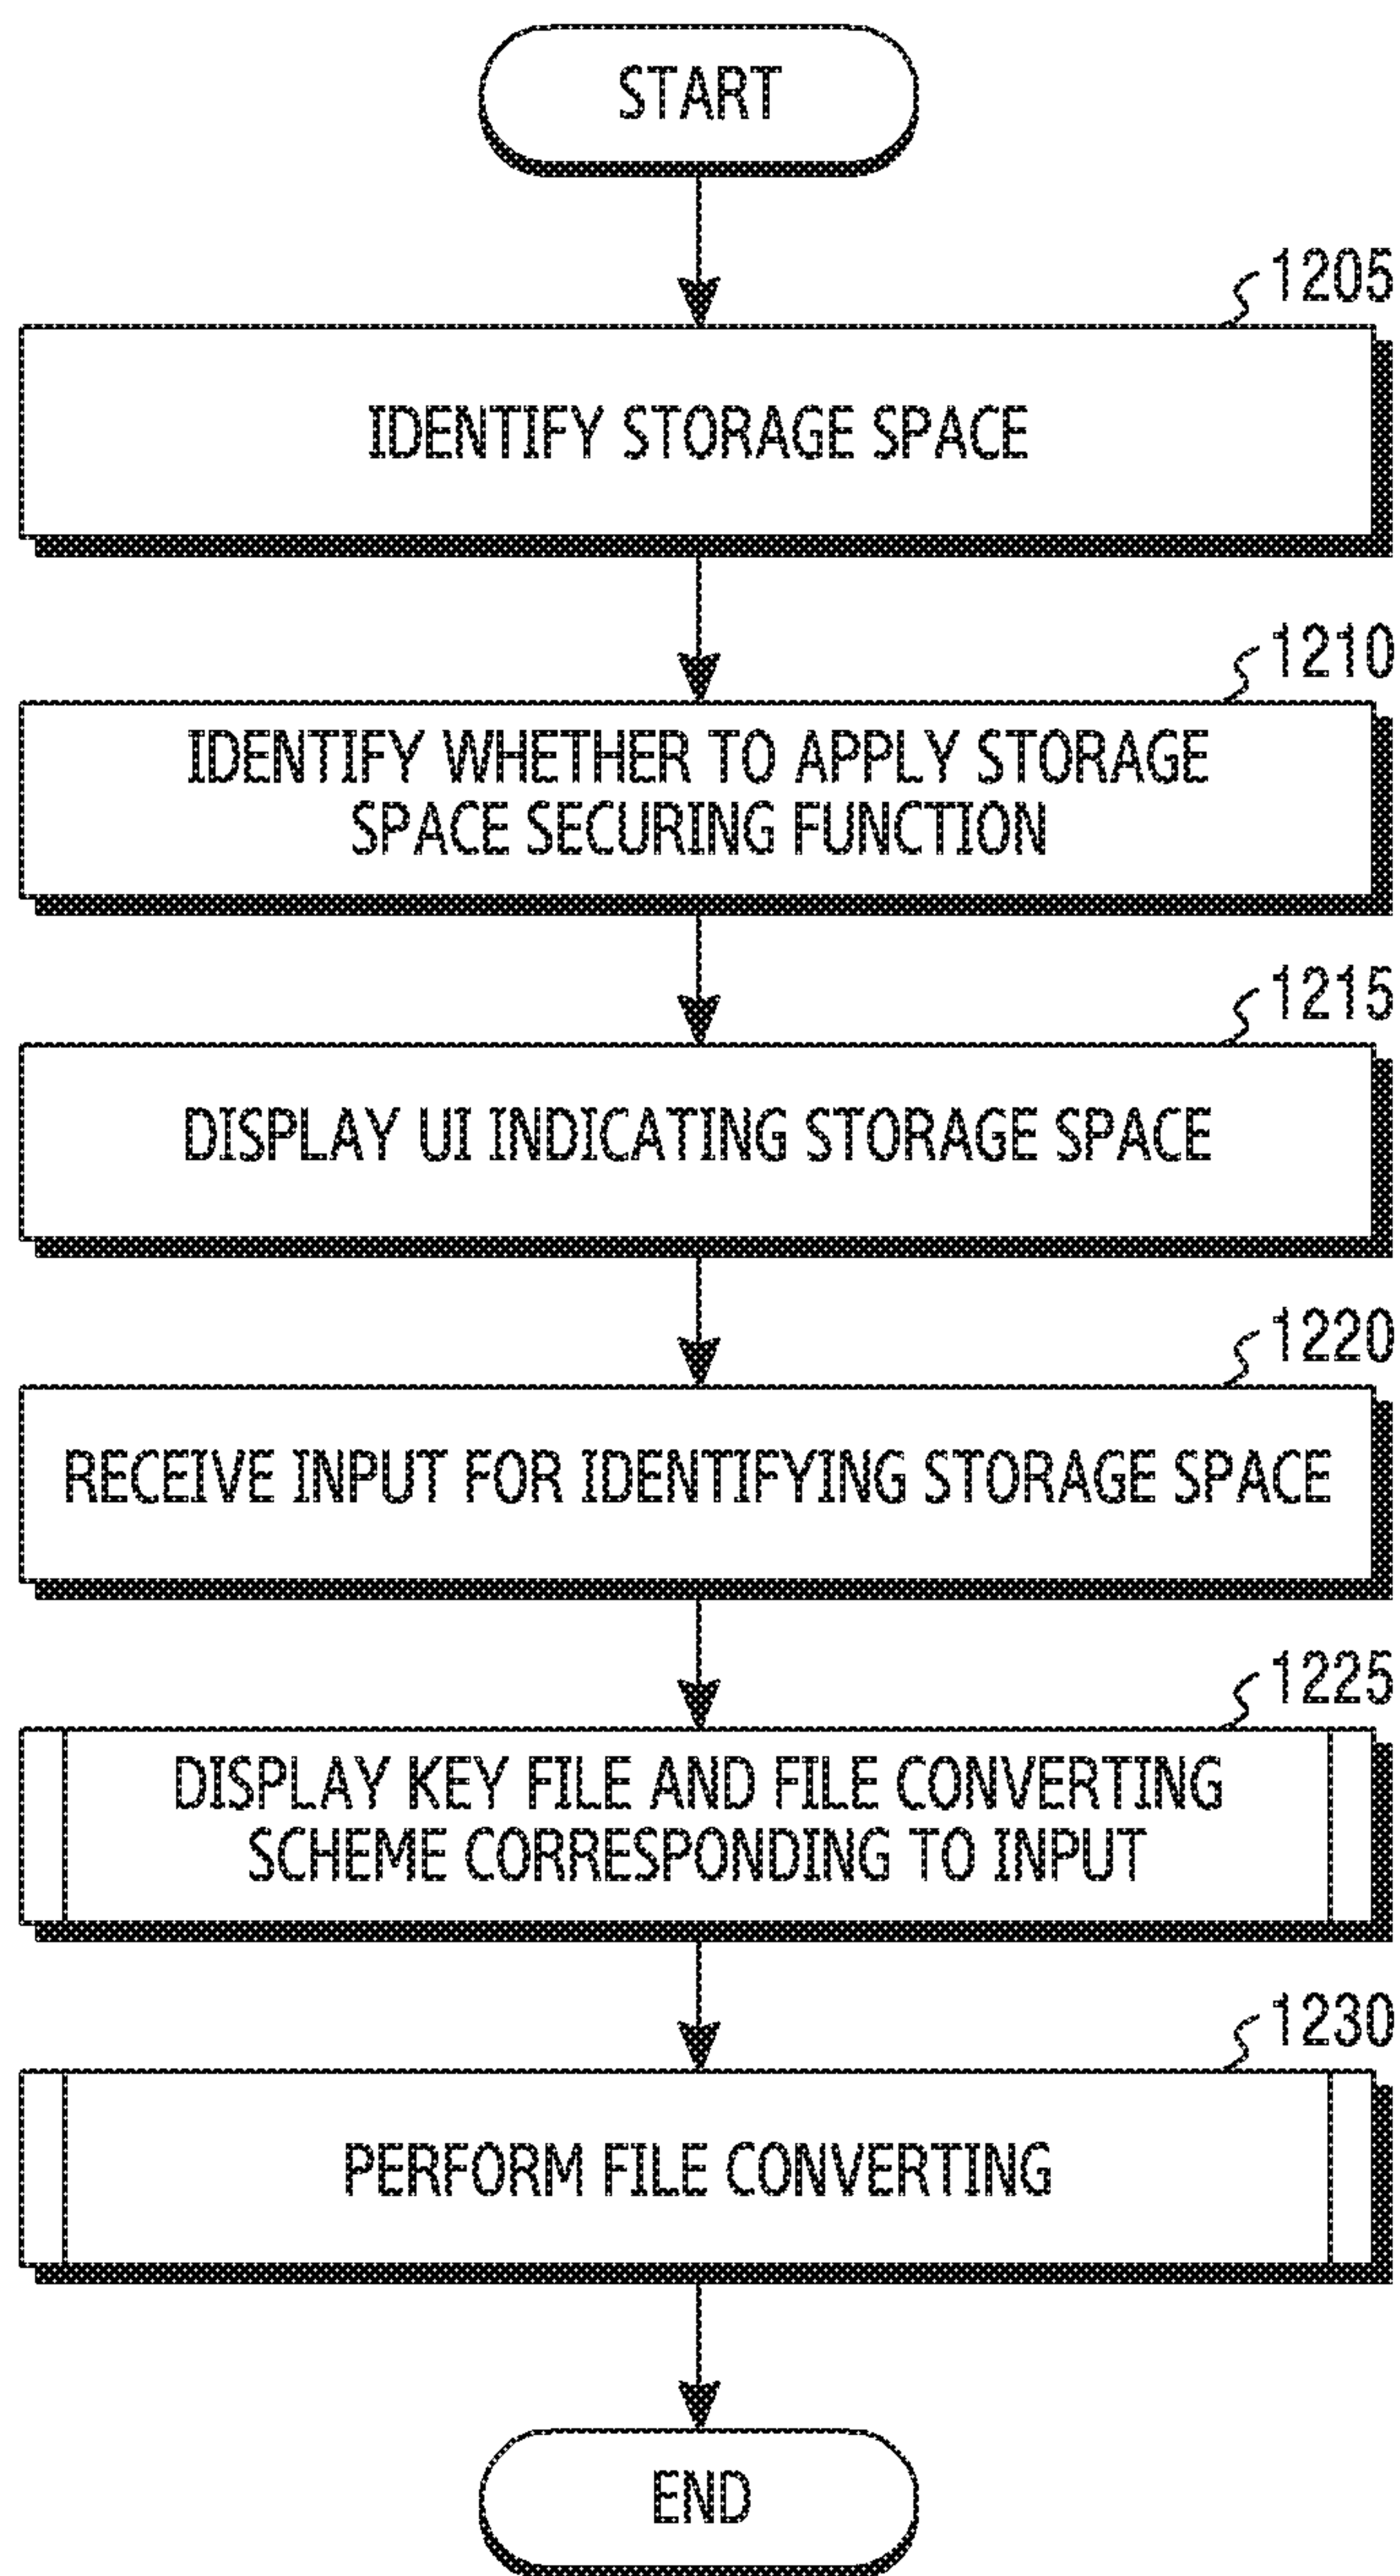 START
1205
IDENTIFY STORAGE SPACE
1210
IDENTIFY WHETHER TO APPLY STORAGE
SPACE SECURING FUNCTION
1215
DISPLAY UI INDICATING STORAGE SPACE
1220
RECEIVE INPUT FOR IDENTIFYING STORAGE SPACE
1225
DISPLAY KEY FILE AND FILE CONVERTING
SCHEME CORRESPONDING TO INPUT
1230
PERFORM FILE CONVERTING
END